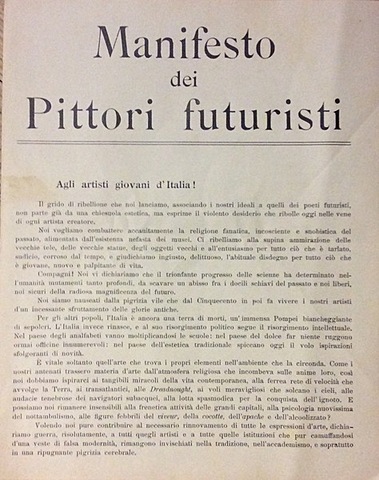 Manifesto
dei
Pittori futuristi
Agli artisti giovani d'Italia!
Il grido di ribellione che noi lanciamo, associando i nostri ideali a quelli dei poeti futuristi,
non parte già da una chiesuola estetica, ma esprime il violento desiderio che ribolle oggi nelle vene
di ogni artista creatore.
Noi vogliamo combattere accanitamente la religione fanatica, incosciente e snobistica del
passato, alimentata dall'esistenza nefasta dei musei. Ci ribelliamo alla supina ammirazione delle
vecchie tele, delle vecchie statue, degli oggetti vecchi e all'entusiasmo per tutto ciò che è tarlato,
sudicio, corroso dal tempo, e giudichiamo ingiusto, delittuoso, l'abituale disdegno per tutto ciò che
è giovane, nuovo e palpitante di vita.
Compagni! Noi vi dichiariamo che il trionfante progresso delle scienze ha determinato nel-
l'umanità mutamenti tanto profondi, da scavare un abisso fra i docili schiavi del passato e noi liberi,
noi sicuri della radiosa magnificenza del futuro.
Noi siamo nauseati dalla pigrizia vile che dal Cinquecento in poi fa vivere i nostri artisti
d'un incessante sfruttamento delle glorie antiche.
Per gli altri popoli, l'Italia è ancora una terra di morti, un'immensa Pompei biancheggiante
di sepolcri. L'Italia invece rinasce, e al suo risorgimento politico segue il risorgimento intellettuale.
Nel paese degli analfabeti vanno moltiplicandosi le scuole: nel paese del dolce far niente ruggono
ormai officine innumerevoli: nel paese dell'estetica tradizionale spiccano oggi il volo ispirazioni
sfolgoranti di novità.
È vitale soltanto quell'arte che trova i propri elementi nell'ambiente che la circonda. Come i
nostri antenati trassero materia d'arte dall'atmosfera religiosa che incombeva sulle anime loro, così
noi dobbiamo ispirarci ai tangibili miracoli della vita contemporanea, alla ferrea rete di velocità che
avvolge la Terra, ai transatlantici, alle Dreadnought, ai voli meravigliosi che solcano i cieli, alle
audacie tenebrose dei navigatori subacquei, alla lotta spasmodica per la conquista dell'ignoto. E
possiamo noi rimanere insensibili alla frenetica attività delle grandi capitali, alla psicologia nuovissima
del nottambulismo, alle figure febbrili del viveur, della cocotte, dell'apache e dell'alcoolizzato?
Volendo noi pure contribuire al necessario rinnovamento di tutte le espressioni d'arte, dichia-
riamo guerra, risolutamente, a tutti quegli artisti e a tutte quelle istituzioni che pur camuffandosi
d'una veste di falsa modernità, rimangono invischiati nella tradizione, nell'accademismo, e sopratutto
in una ripugnante pigrizia cerebrale.